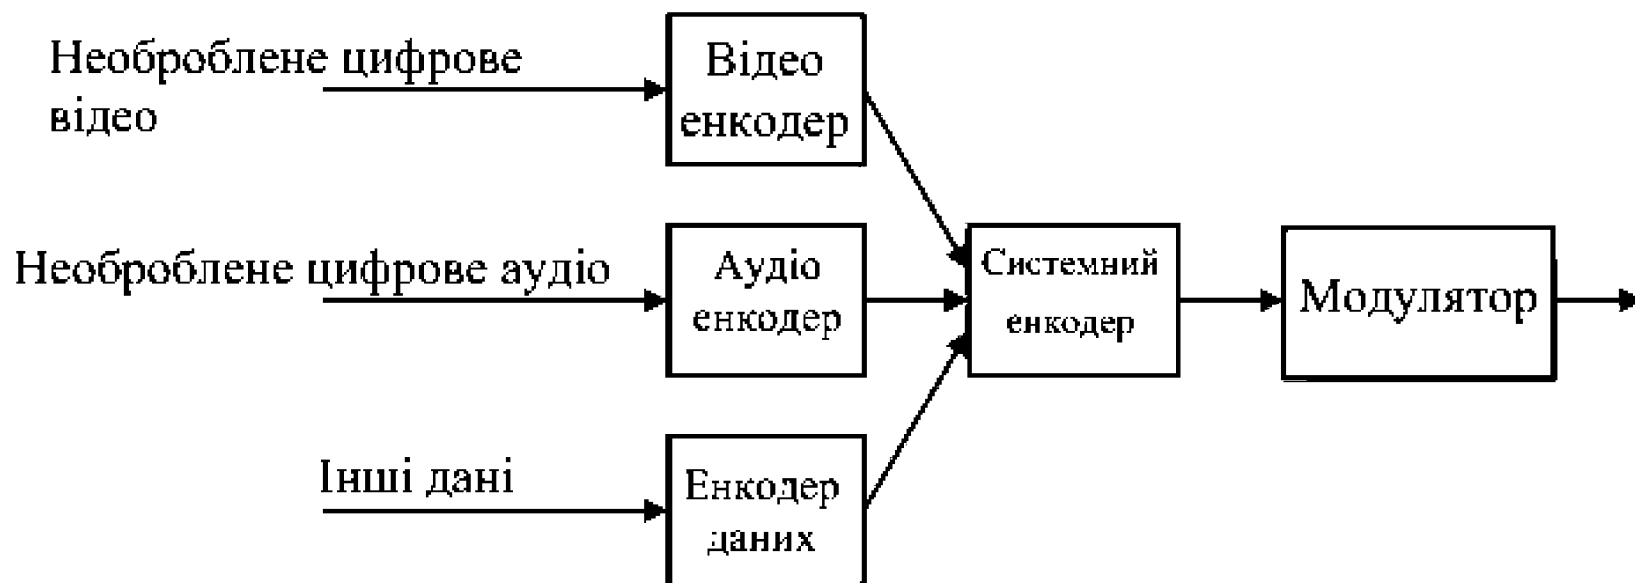 Необроблене цифрове
відео
Відео
енкодер
Необроблене цифрове аудіо
Аудіо
енкодер
Системний
енкодер
Модулятор
Інші дані
Енкодер
даних